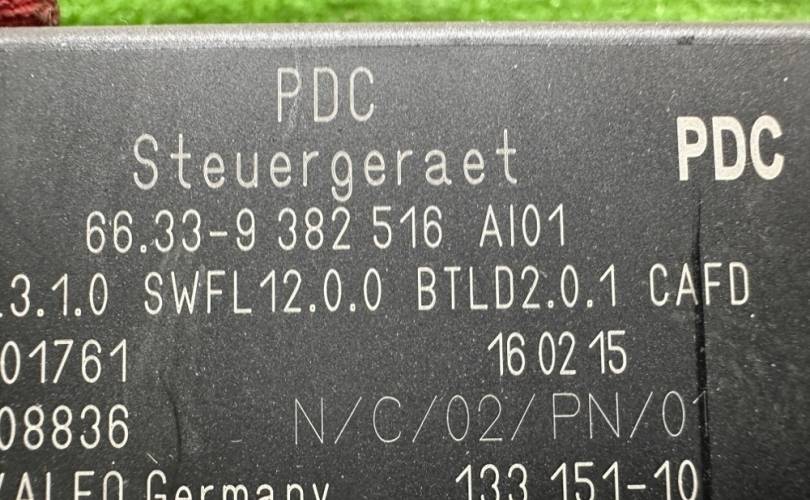 PDC
Steuergeraet
PDC
66.33-9 382 516 AI01
.3.1.0 SWFL12.0.0 BTLD2.0.1 CAFD
01761 16 02 15
08836 N/C/02/PN/01
VALEO Germany 133 151-10